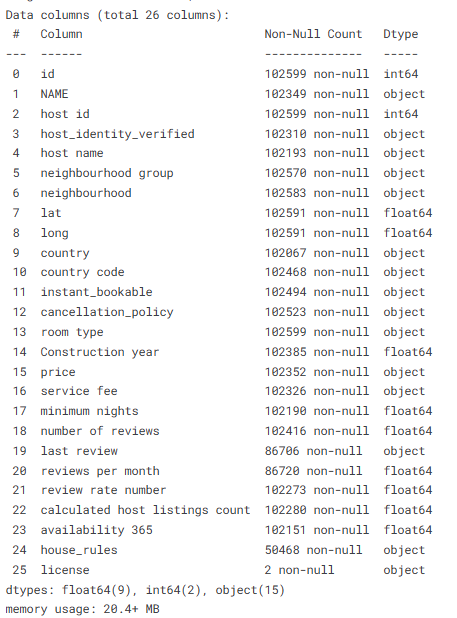 Data columns (total 26 columns):
#   Column                          Non-Null Count   Dtype
---  ------                          --------------   -----
0   id                              102599 non-null  int64
1   NAME                            102349 non-null  object
2   host id                         102599 non-null  int64
3   host_identity_verified          102310 non-null  object
4   host name                       102193 non-null  object
5   neighbourhood group             102570 non-null  object
6   neighbourhood                   102583 non-null  object
7   lat                             102591 non-null  float64
8   long                            102591 non-null  float64
9   country                         102067 non-null  object
10  country code                    102468 non-null  object
11  instant_bookable                102494 non-null  object
12  cancellation_policy             102523 non-null  object
13  room type                       102599 non-null  object
14  Construction year               102385 non-null  float64
15  price                           102352 non-null  object
16  service fee                     102326 non-null  object
17  minimum nights                  102190 non-null  float64
18  number of reviews               102416 non-null  float64
19  last review                     86706 non-null   object
20  reviews per month               86720 non-null   float64
21  review rate number              102273 non-null  float64
22  calculated host listings count  102280 non-null  float64
23  availability 365                102151 non-null  float64
24  house_rules                     50468 non-null   object
25  license                         2 non-null       object
dtypes: float64(9), int64(2), object(15)
memory usage: 20.4+ MB